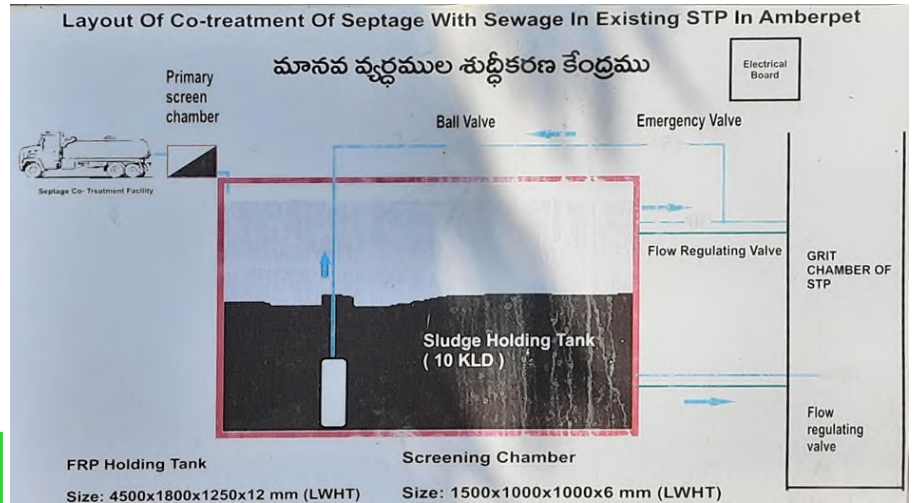 Layout Of Co-treatment Of Septage With Sewage In Existing STP In Amberpet
మానవ వ్యర్థముల శుద్ధీకరణ కేంద్రము
Electrical
Board
Primary
screen
chamber
Ball Valve
Emergency Valve
Septage Co- Treatment Facility
Flow Regulating Valve
GRIT
CHAMBER OF
STP
Sludge Holding Tank
( 10 KLD )
Flow
regulating
valve
FRP Holding Tank
Size: 4500x1800x1250x12 mm (LWHT)
Screening Chamber
Size: 1500x1000x1000x6 mm (LWHT)